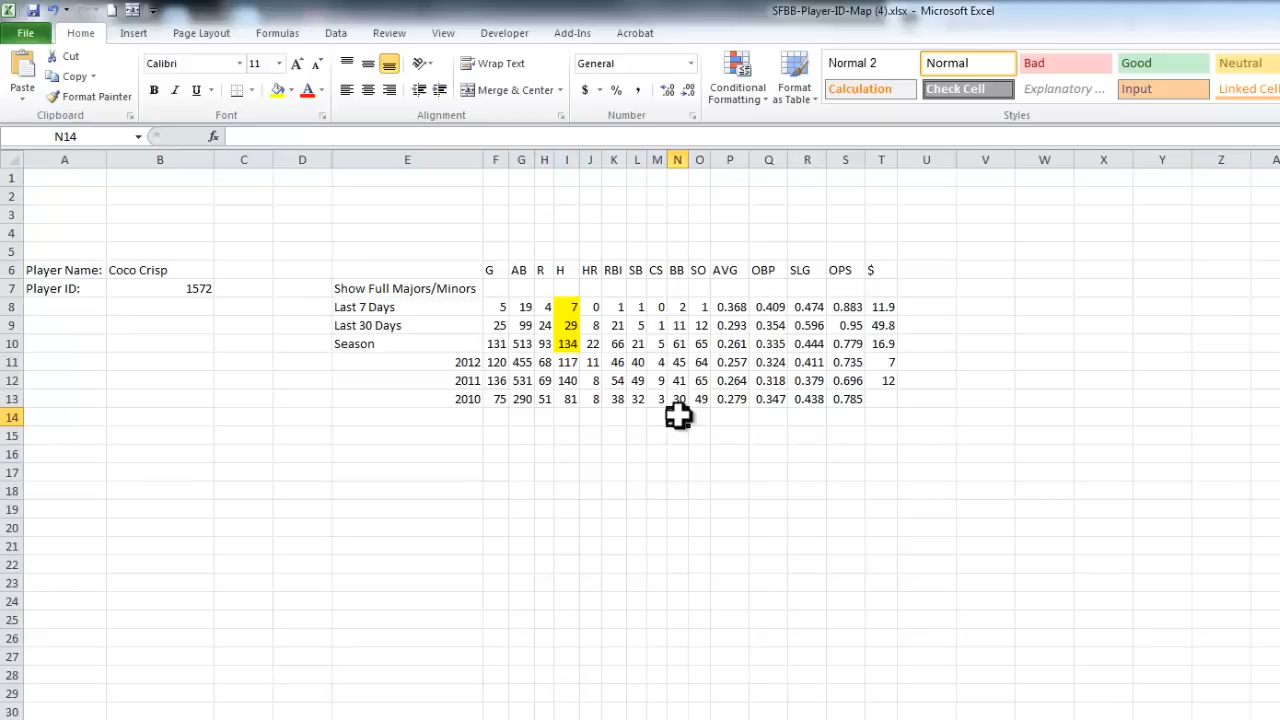 SFBB-Player-ID-Map (4).xlsx - Microsoft Excel
File Home Insert Page Layout Formulas Data Review View Developer Add-Ins Acrobat
Paste Cut Copy Format Painter
Calibri 11 B I U
Wrap Text Merge & Center
General $ % ,
Conditional Formatting Format as Table
Normal 2 Normal Bad Good Neutral
Calculation Check Cell Explanatory ... Input Linked Cell
Clipboard Font Alignment Number Styles
N14 fx
A B C D E F G H I J K L M N O P Q R S T U V W X Y Z A
1
2
3
4
5
6 Player Name: Coco Crisp G AB R H HR RBI SB CS BB SO AVG OBP SLG OPS $
7 Player ID: 1572 Show Full Majors/Minors
8 Last 7 Days 5 19 4 7 0 1 1 0 2 1 0.368 0.409 0.474 0.883 11.9
9 Last 30 Days 25 99 24 29 8 21 5 1 11 12 0.293 0.354 0.596 0.95 49.8
10 Season 131 513 93 134 22 66 21 5 61 65 0.261 0.335 0.444 0.779 16.9
11 2012 120 455 68 117 11 46 40 4 45 64 0.257 0.324 0.411 0.735 7
12 2011 136 531 69 140 8 54 49 9 41 65 0.264 0.318 0.379 0.696 12
13 2010 75 290 51 81 8 38 32 3 30 49 0.279 0.347 0.438 0.785
14
15
16
17
18
19
20
21
22
23
24
25
26
27
28
29
30